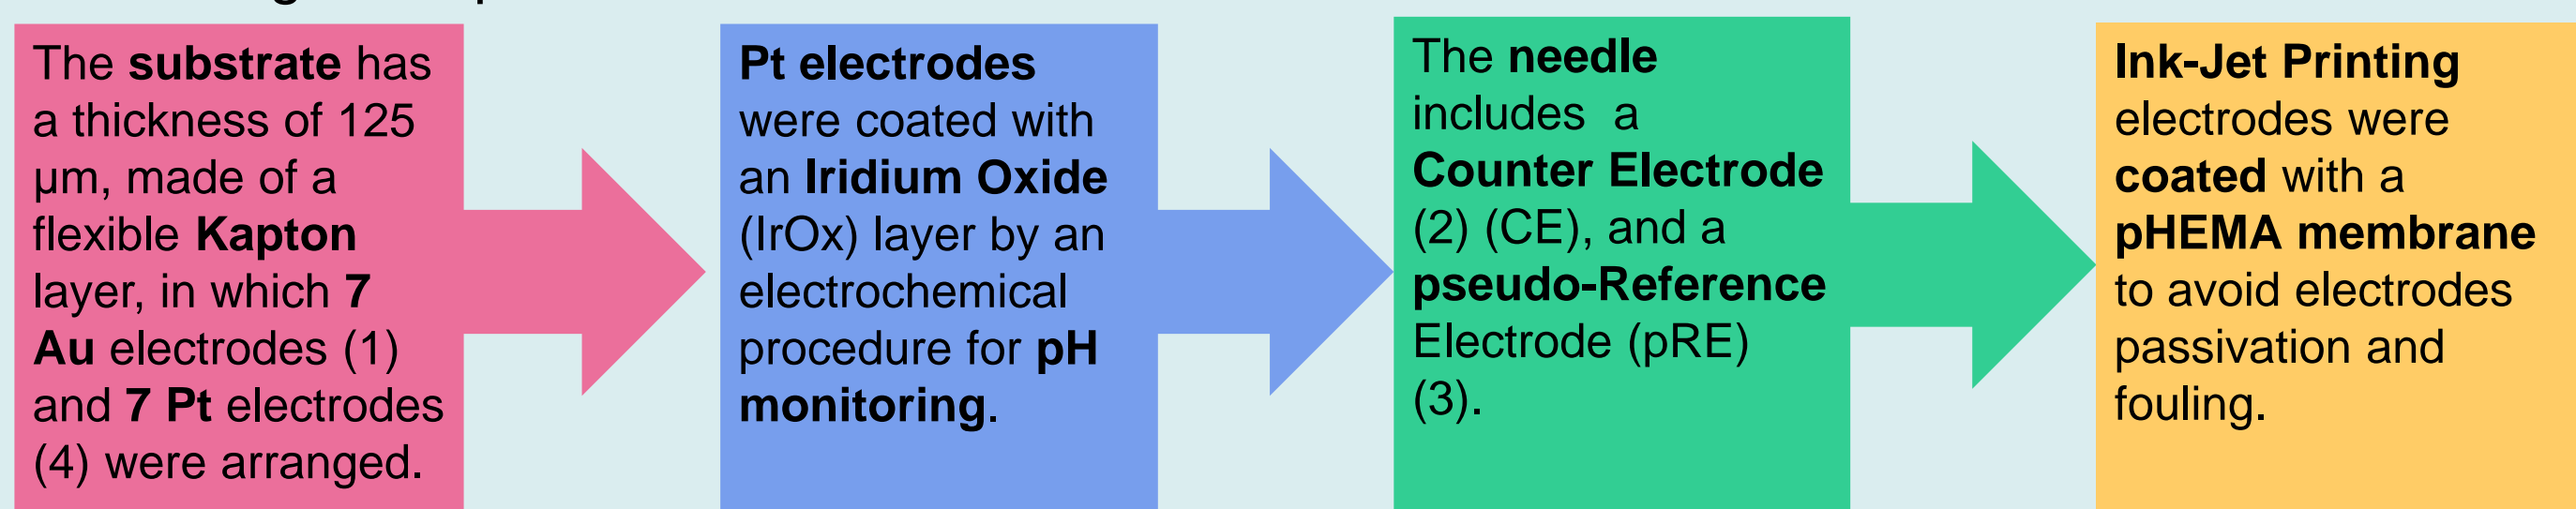 The substrate has
a thickness of 125
µm, made of a
flexible Kapton
layer, in which 7
Au electrodes (1)
and 7 Pt electrodes
(4) were arranged.
Pt electrodes
were coated with
an Iridium Oxide
(IrOx) layer by an
electrochemical
procedure for pH
monitoring.
The needle
includes  a
Counter Electrode
(2) (CE), and a
pseudo-Reference
Electrode (pRE)
(3).
Ink-Jet Printing
electrodes were
coated with a
pHEMA membrane
to avoid electrodes
passivation and
fouling.